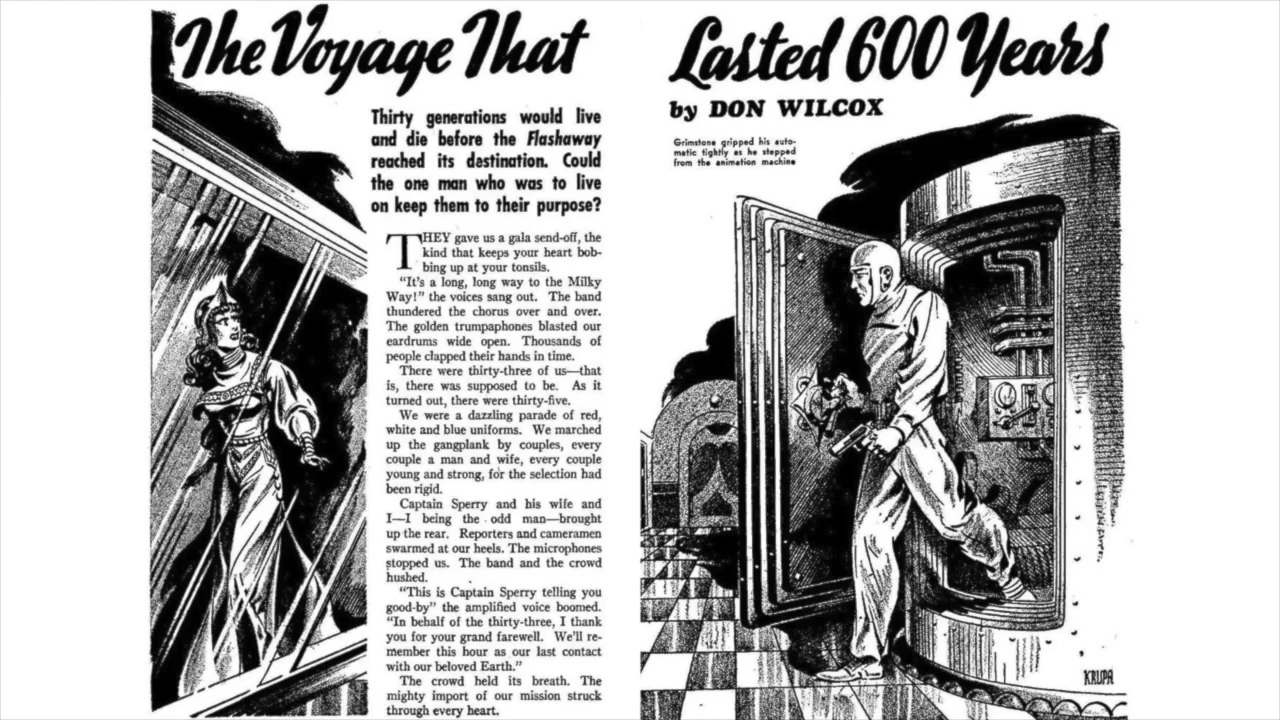 The Voyage That
Lasted 600 Years
by DON WILCOX
Thirty generations would live
and die before the Flashaway
reached its destination. Could
the one man who was to live
on keep them to their purpose?
Grimstone gripped his auto-
matic tightly as he stepped
from the animation machine
THEY gave us a gala send-off, the
kind that keeps your heart bob-
bing up at your tonsils.
“It's a long, long way to the Milky
Way!” the voices sang out. The band
thundered the chorus over and over.
The golden trumpaphones blasted our
eardrums wide open. Thousands of
people clapped their hands in time.
There were thirty-three of us—that
is, there was supposed to be. As it
turned out, there were thirty-five.
We were a dazzling parade of red,
white and blue uniforms. We marched
up the gangplank by couples, every
couple a man and wife, every couple
young and strong, for the selection had
been rigid.
Captain Sperry and his wife and
I—I being the odd man—brought
up the rear. Reporters and cameramen
swarmed at our heels. The microphones
stopped us. The band and the crowd
hushed.
“This is Captain Sperry telling you
good-by” the amplified voice boomed.
“In behalf of the thirty-three, I thank
you for your grand farewell. We'll re-
member this hour as our last contact
with our beloved Earth.”
The crowd held its breath. The
mighty import of our mission struck
through every heart.
KRUPA